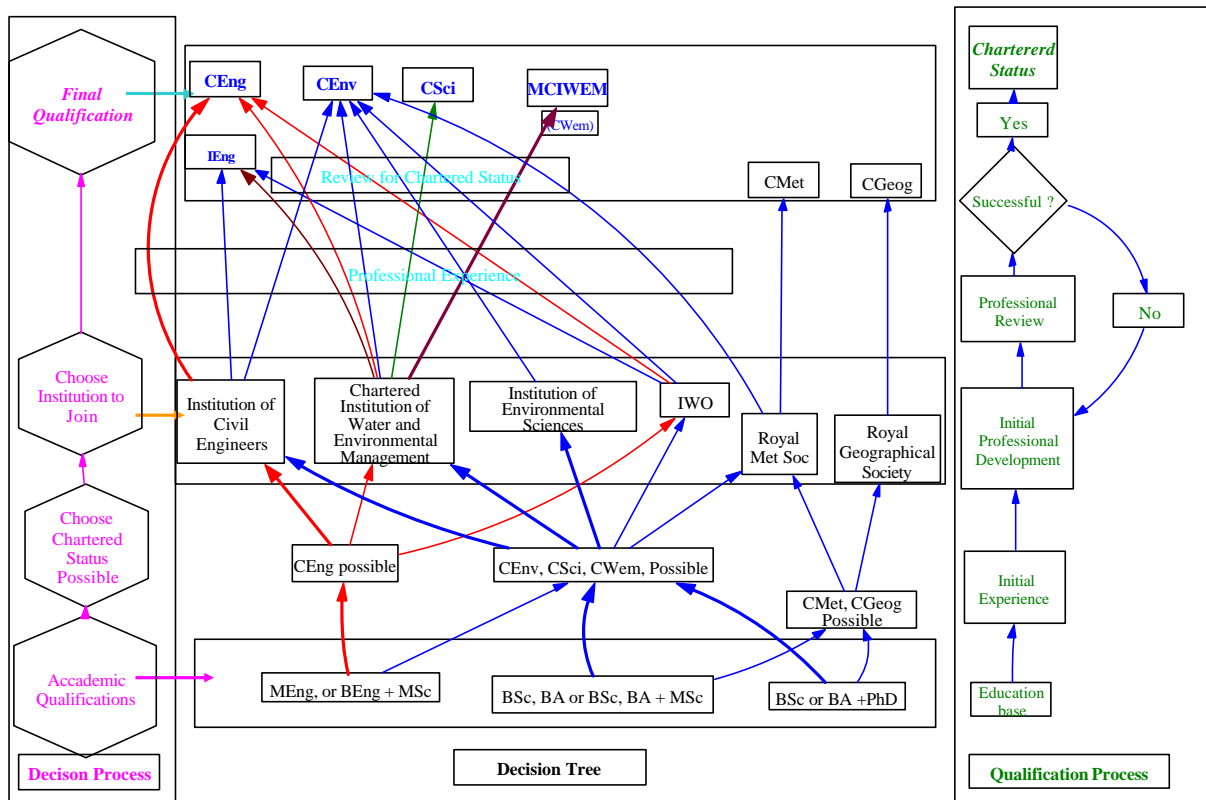 Final
Qualification
Choose
Institution to
Join
Choose
Chartered
Status
Possible
Accademic
Qualifications
Decison Process
CEng
CEnv
CSci
MCIWEM
(CWem)
IEng
Review for Chartered Status
CMet
CGeog
Professional Experience
Institution of
Civil
Engineers
Chartered
Institution of
Water and
Environmental
Management
Institution of
Environmental
Sciences
IWO
Royal
Met Soc
Royal
Geographical
Society
CEng possible
CEnv, CSci, CWem, Possible
CMet, CGeog
Possible
MEng, or BEng + MSc
BSc, BA or BSc, BA + MSc
BSc or BA +PhD
Decision Tree
Chartererd
Status
Yes
Successful ?
Professional
Review
No
Initial
Professional
Development
Initial
Experience
Education
base
Qualification Process